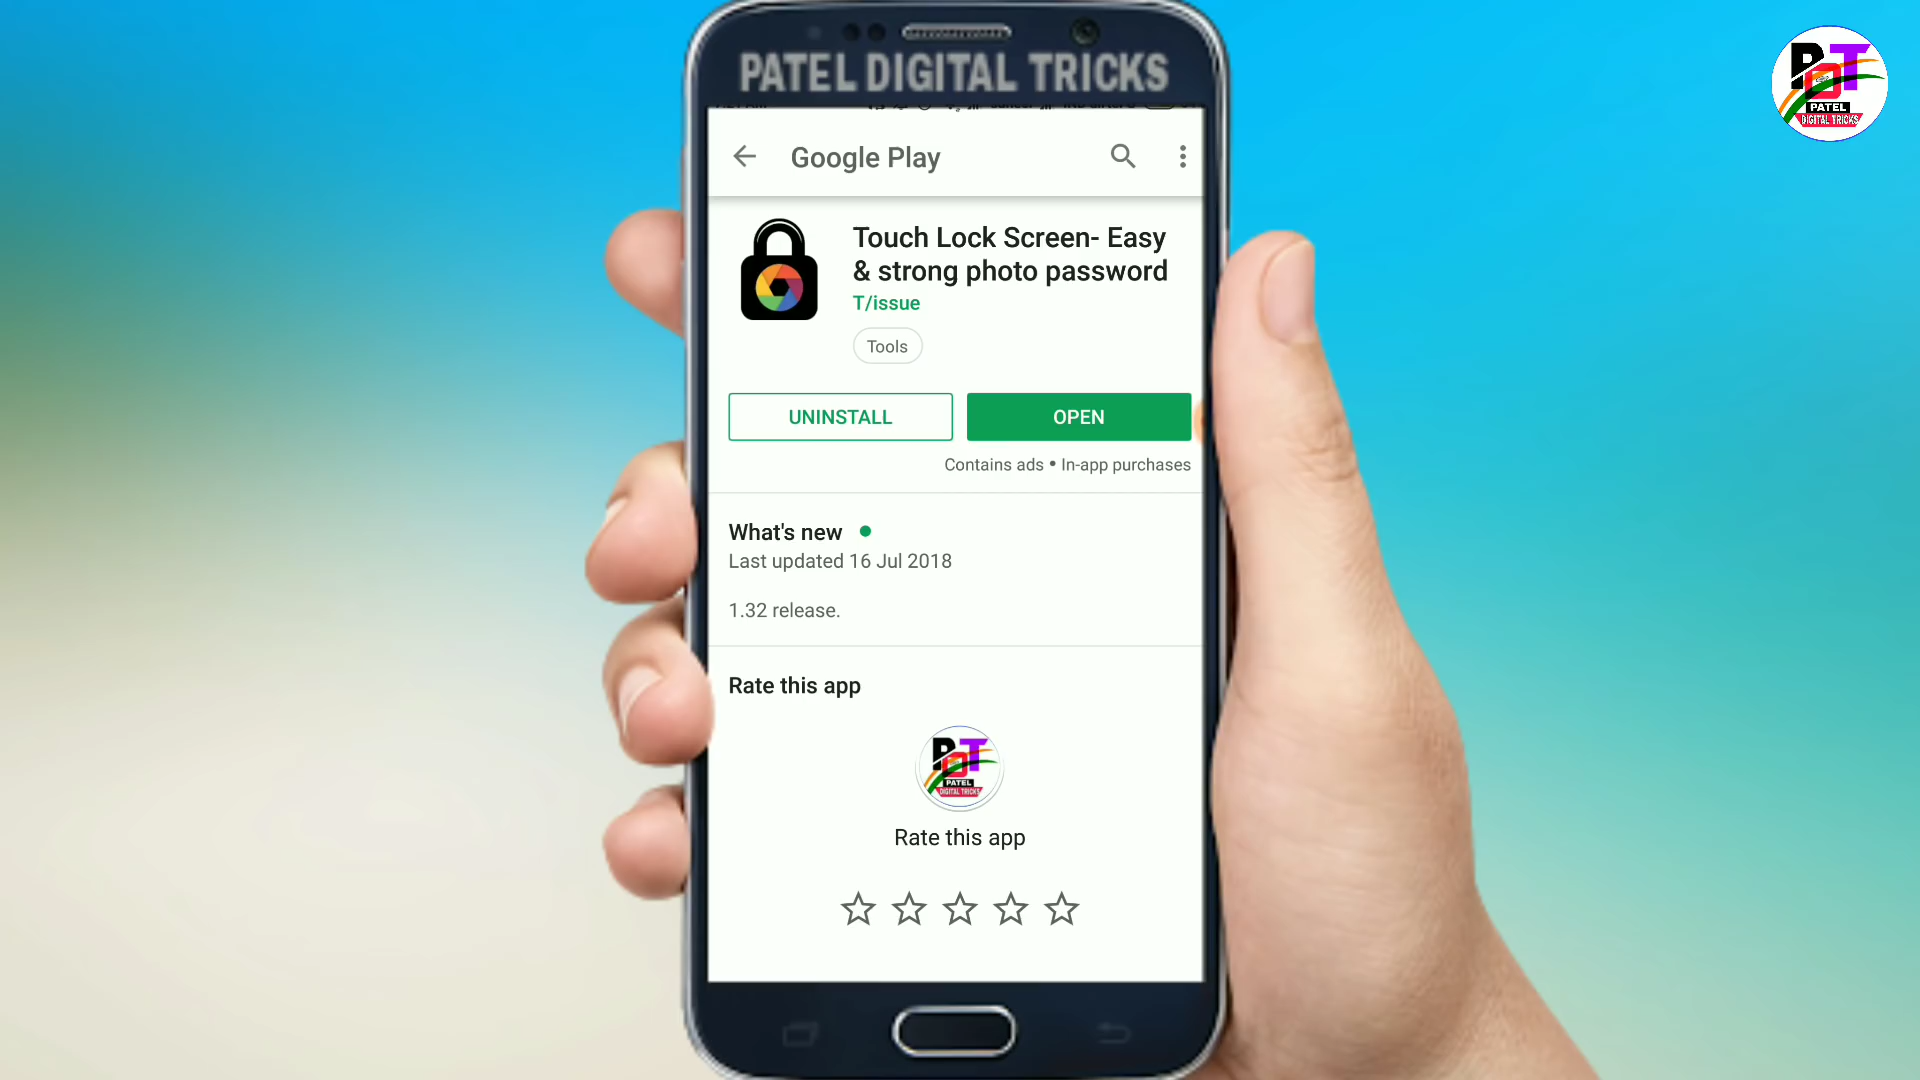 PATEL DIGITAL TRICKS
Google Play
Touch Lock Screen- Easy
& strong photo password
T/issue
Tools
UNINSTALL
OPEN
Contains ads • In-app purchases
What's new
Last updated 16 Jul 2018
1.32 release.
Rate this app
PDT
PATEL
DIGITAL TRICKS
Rate this app
PDT
PATEL
DIGITAL TRICKS